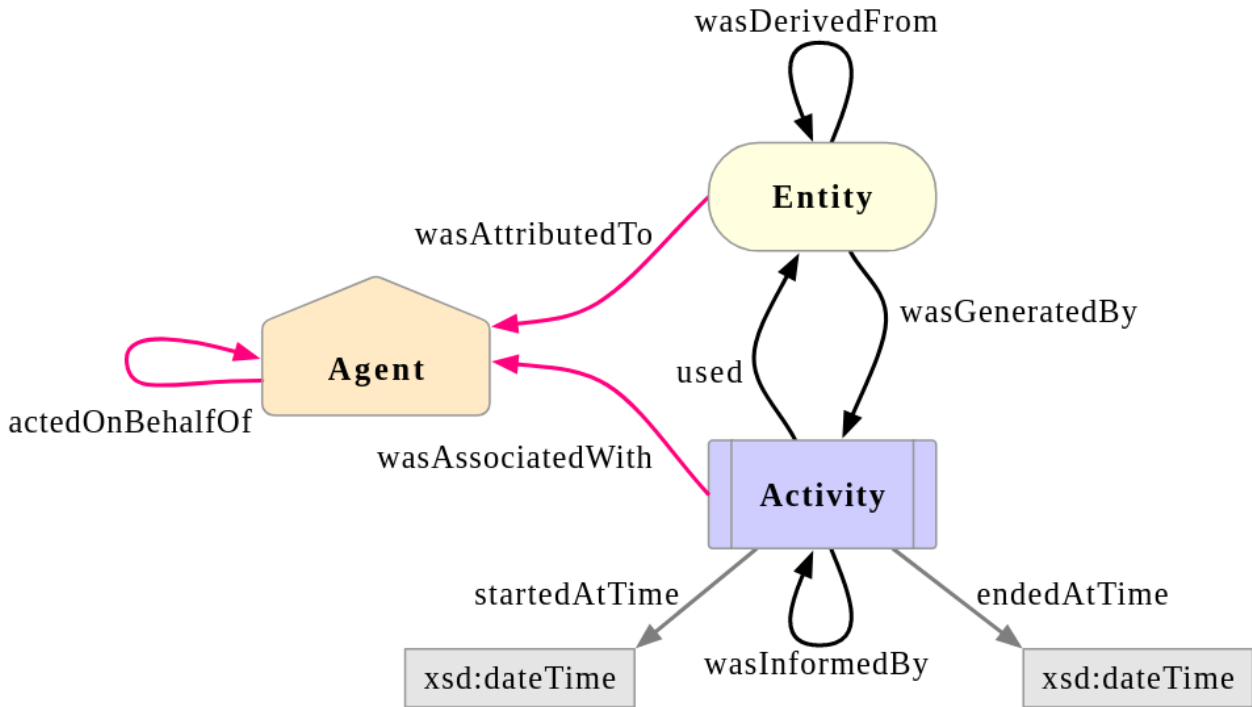 wasDerivedFrom
Entity
wasAttributedTo
wasGeneratedBy
Agent
used
actedOnBehalfOf
wasAssociatedWith
Activity
startedAtTime
endedAtTime
wasInformedBy
xsd:dateTime
xsd:dateTime